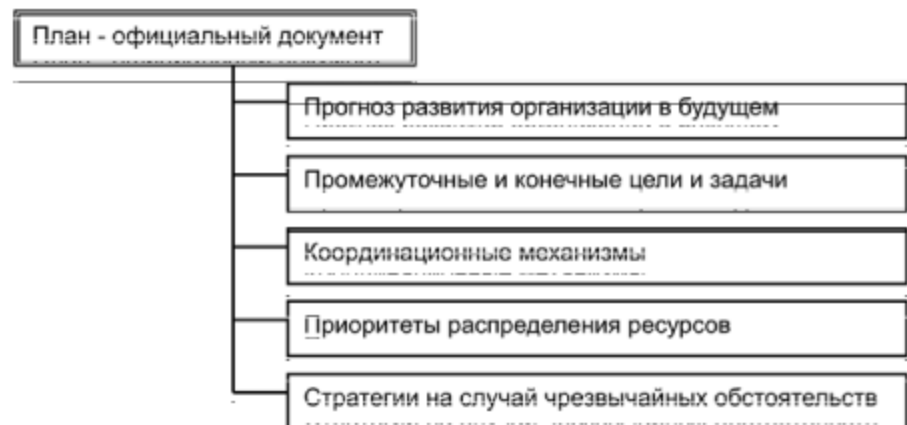 План - официальный документ
Прогноз развития организации в будущем
Промежуточные и конечные цели и задачи
Координационные механизмы
Приоритеты распределения ресурсов
Стратегии на случай чрезвычайных обстоятельств